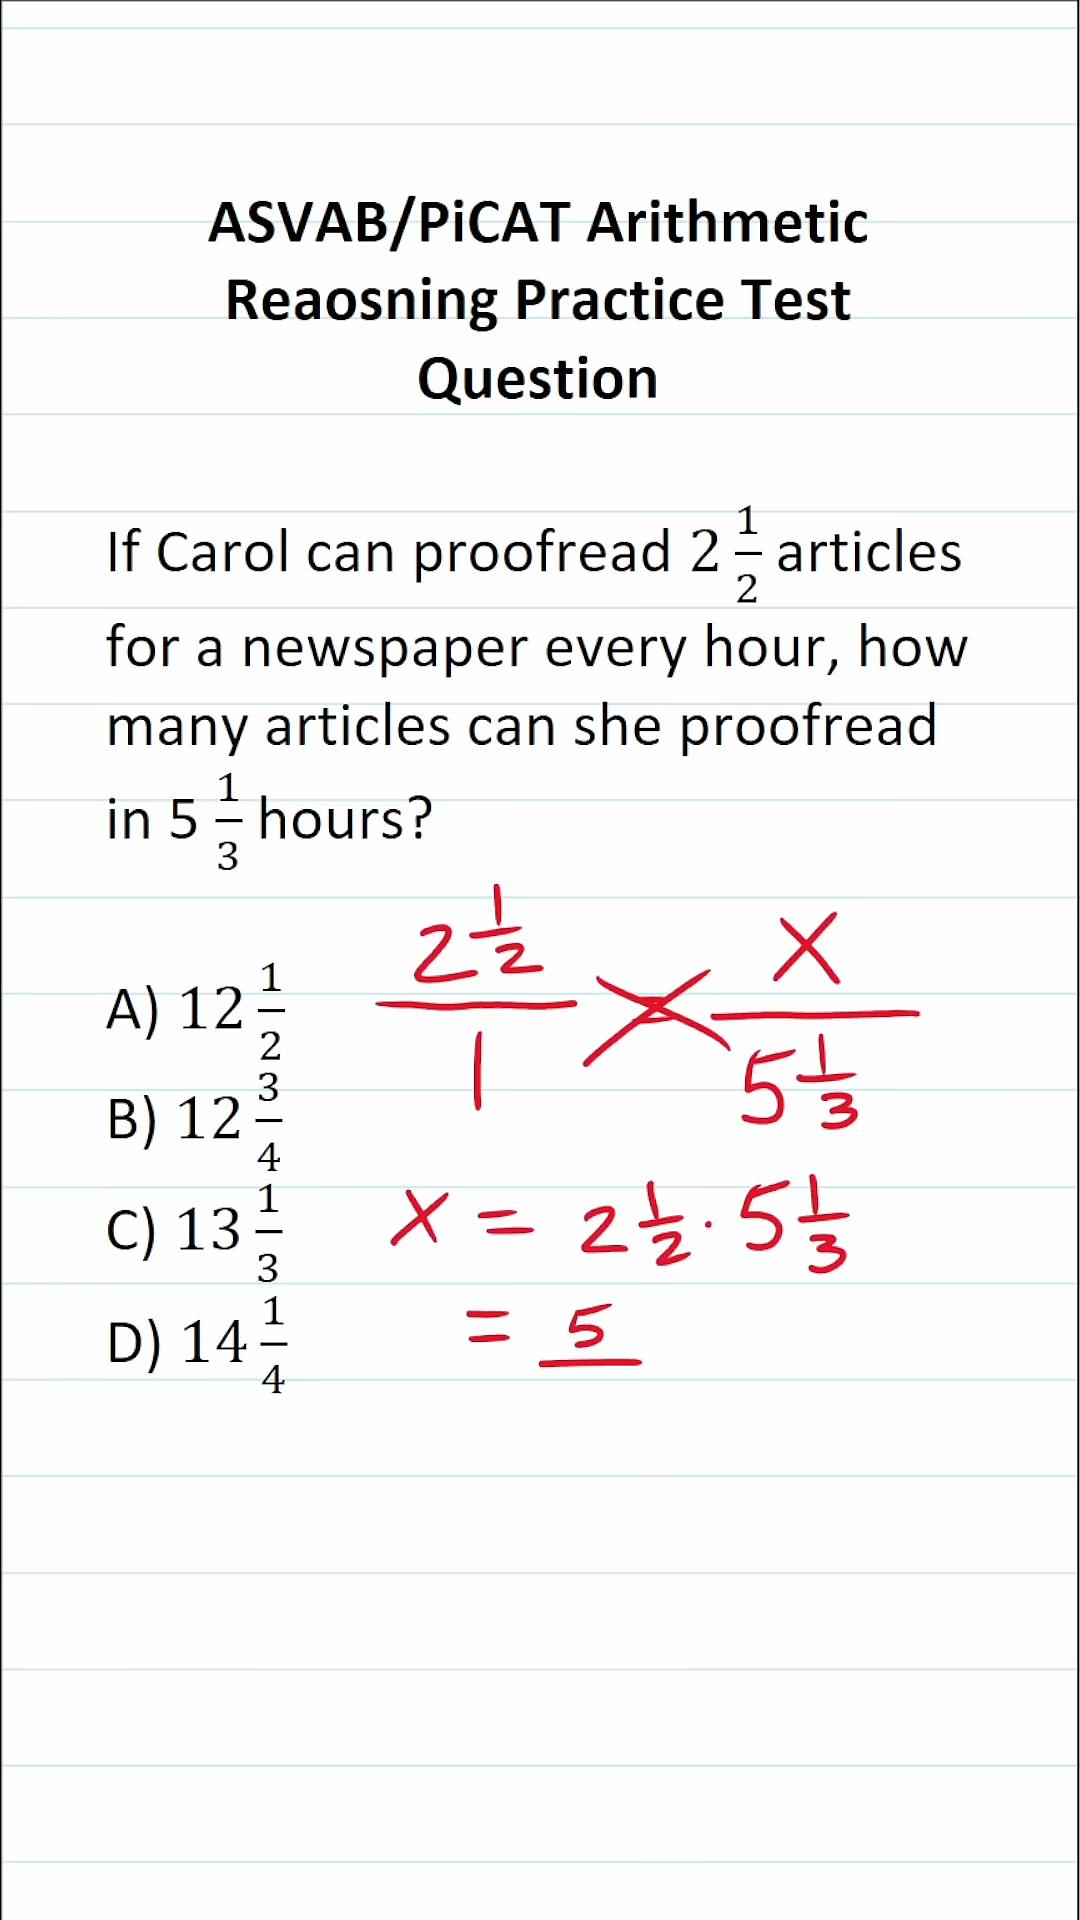 ASVAB/PiCAT Arithmetic
Reaosning Practice Test
Question
If Carol can proofread 2 1/2 articles
for a newspaper every hour, how
many articles can she proofread
in 5 1/3 hours?
A) 12 1/2
B) 12 3/4
C) 13 1/3
D) 14 1/4
2 1/2 / 1 = x / 5 1/3
x = 2 1/2 · 5 1/3
= 5